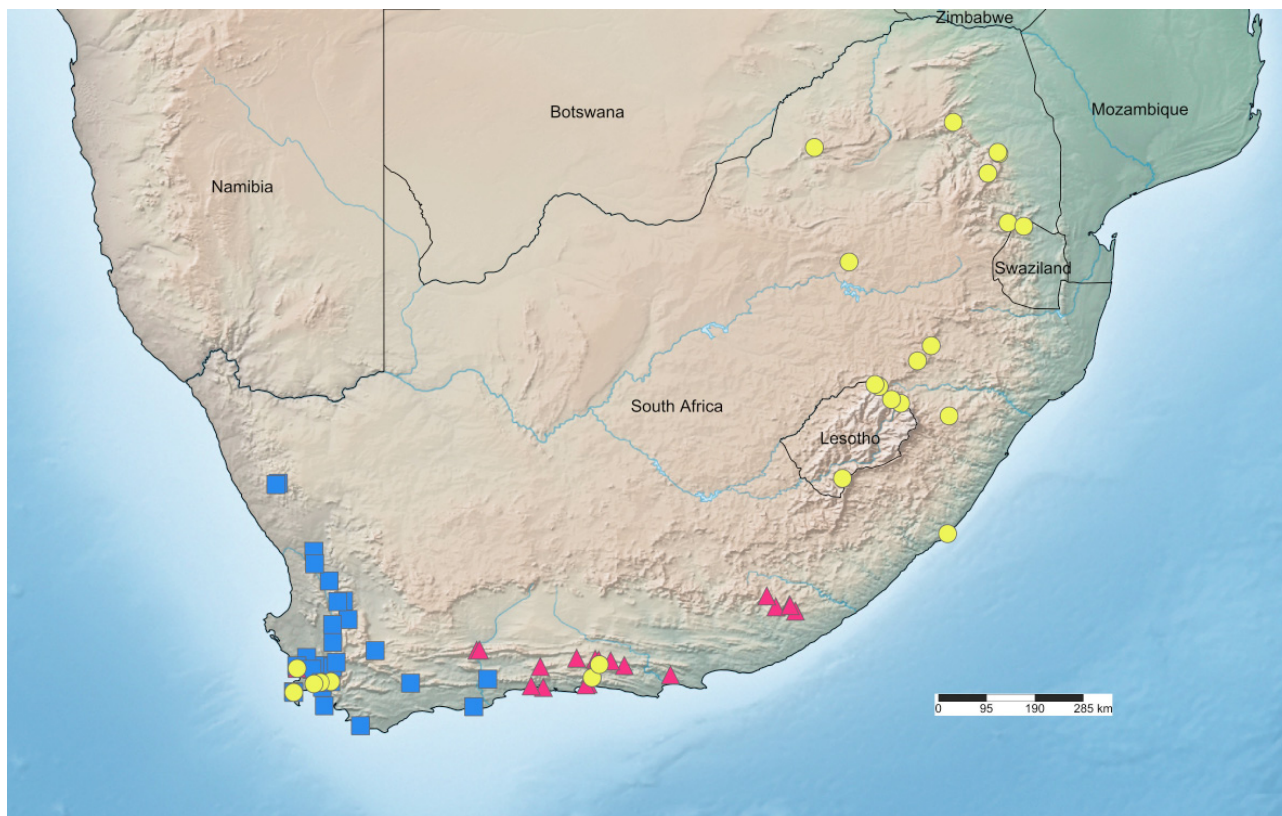 Zimbabwe
Botswana
Mozambique
Namibia
Swaziland
South Africa
Lesotho
0 95 190 285 km